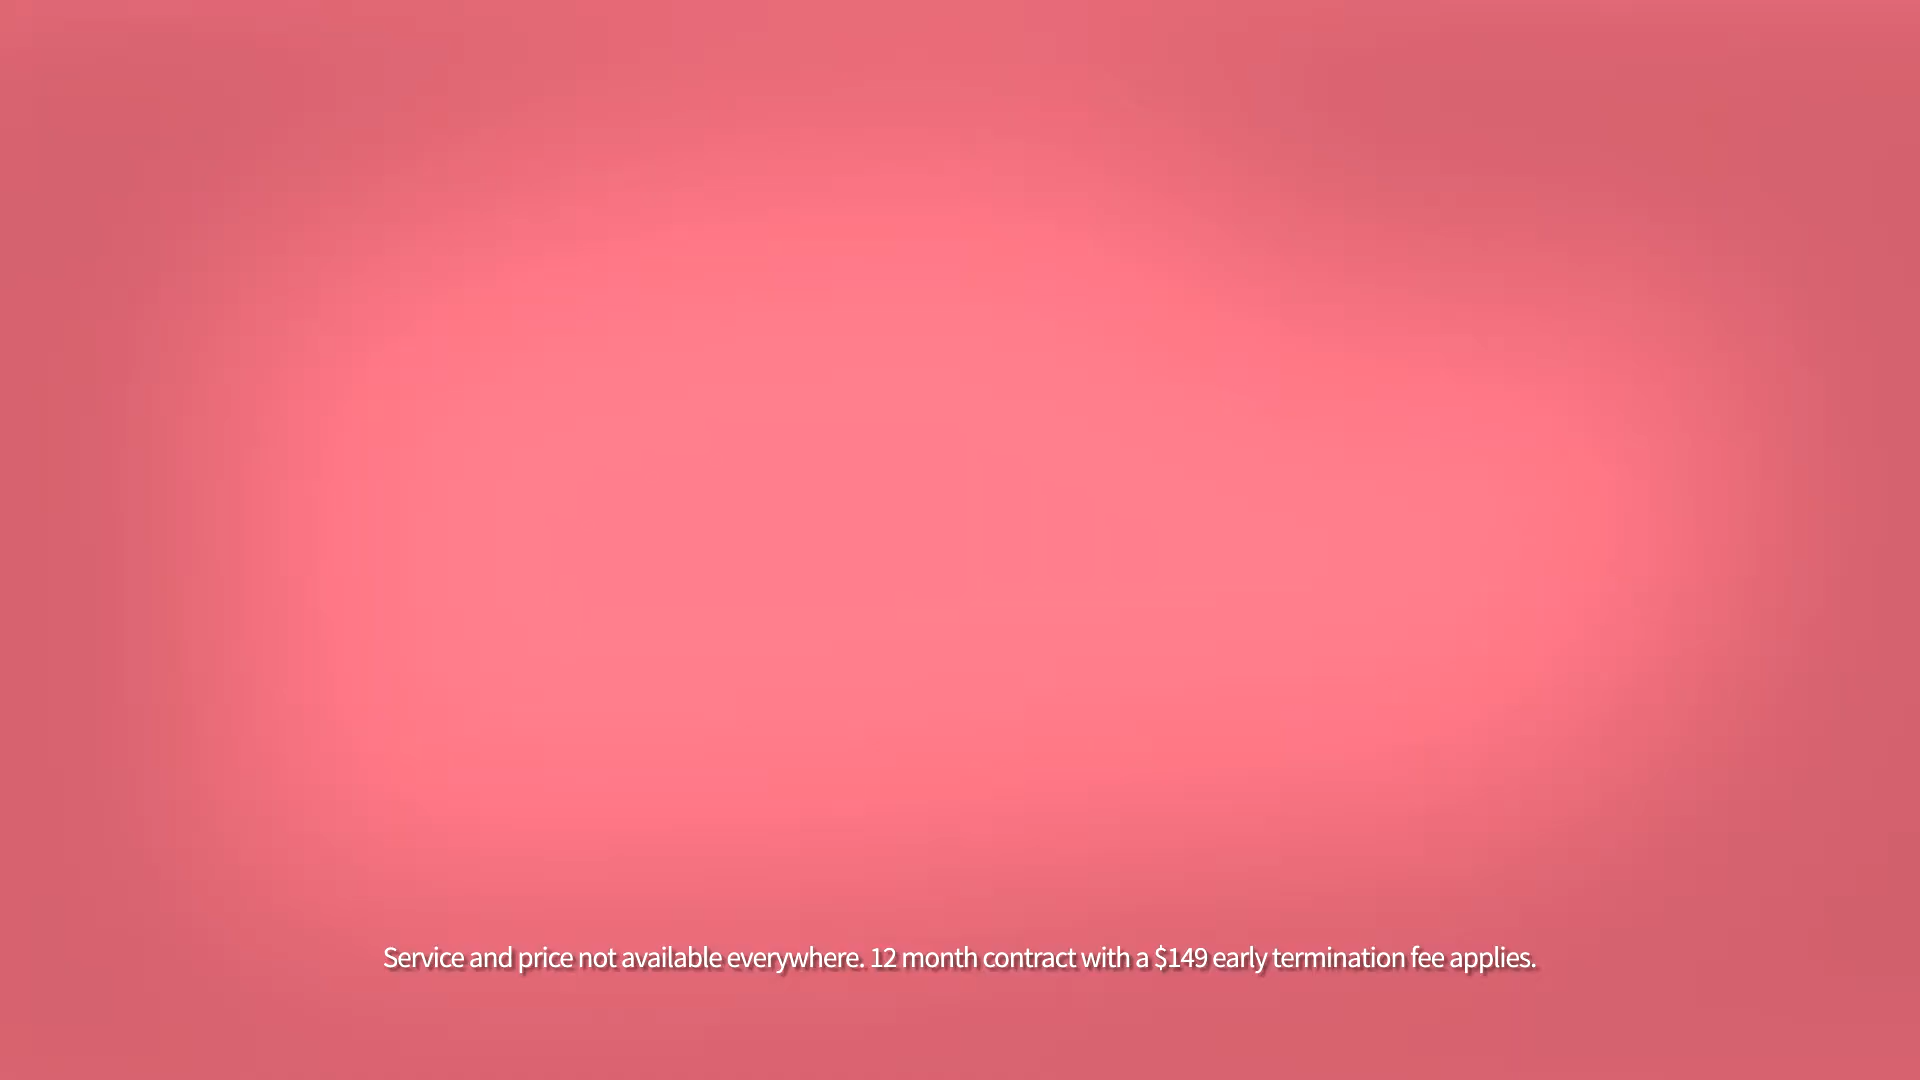 Service and price not available everywhere. 12 month contract with a $149 early termination fee applies.